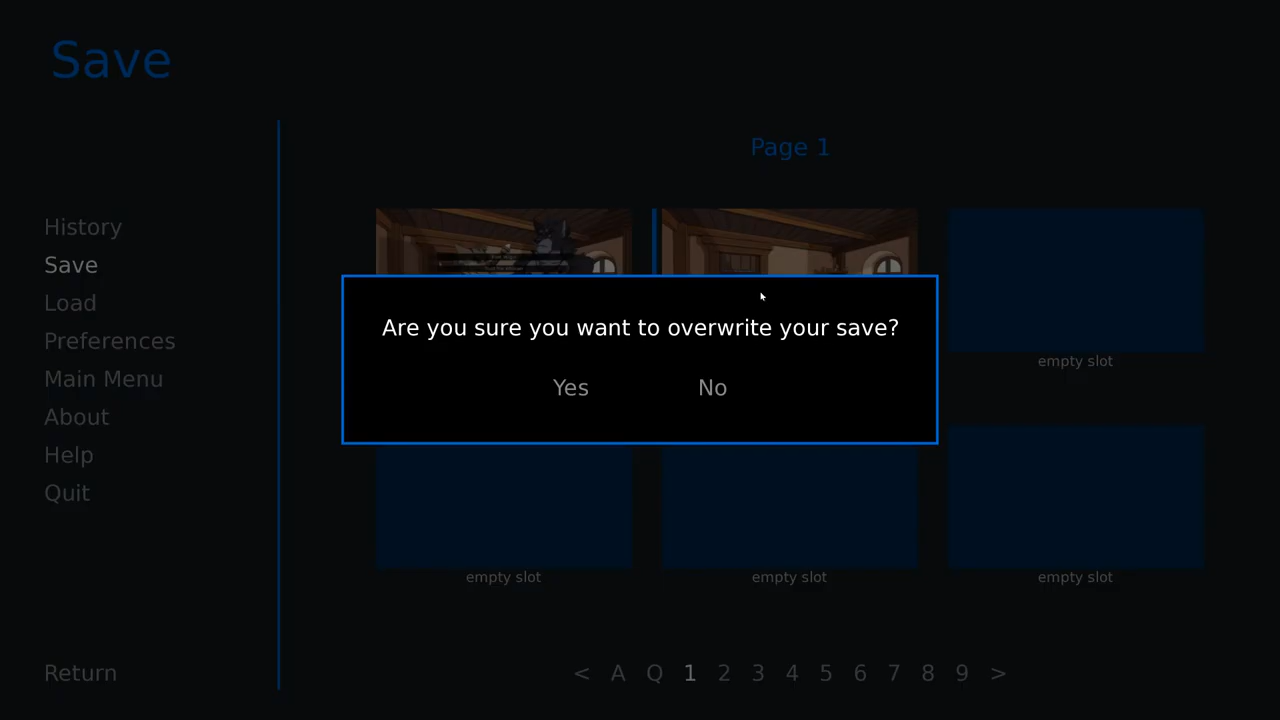 Save
Page 1
History
Save
Load
Preferences
Main Menu
About
Help
Quit
Are you sure you want to overwrite your save?
Yes No
empty slot
empty slot empty slot empty slot
Return
< A Q 1 2 3 4 5 6 7 8 9 >